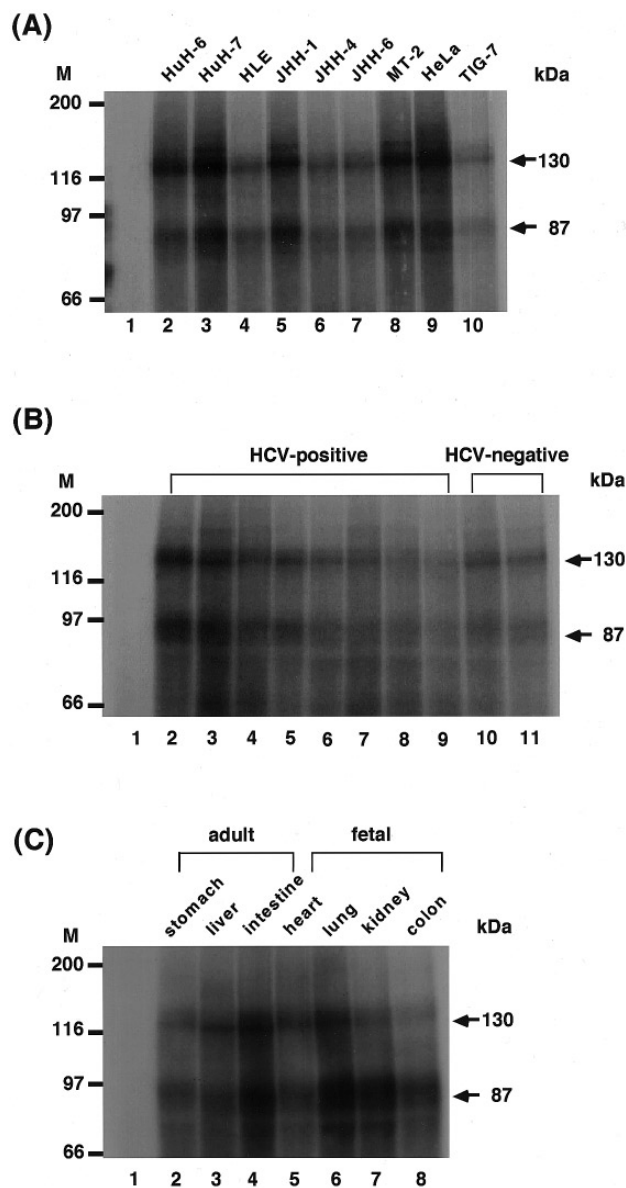 (A)
M HuH-6 HuH-7 HLE JHH-1 JHH-4 JHH-6 MT-2 HeLa TIG-7 kDa
200
130
116
97
87
66
1 2 3 4 5 6 7 8 9 10
(B)
HCV-positive HCV-negative
M kDa
200
130
116
97
87
66
1 2 3 4 5 6 7 8 9 10 11
(C)
adult fetal
M stomach liver intestine heart lung kidney colon kDa
200
130
116
97
87
66
1 2 3 4 5 6 7 8